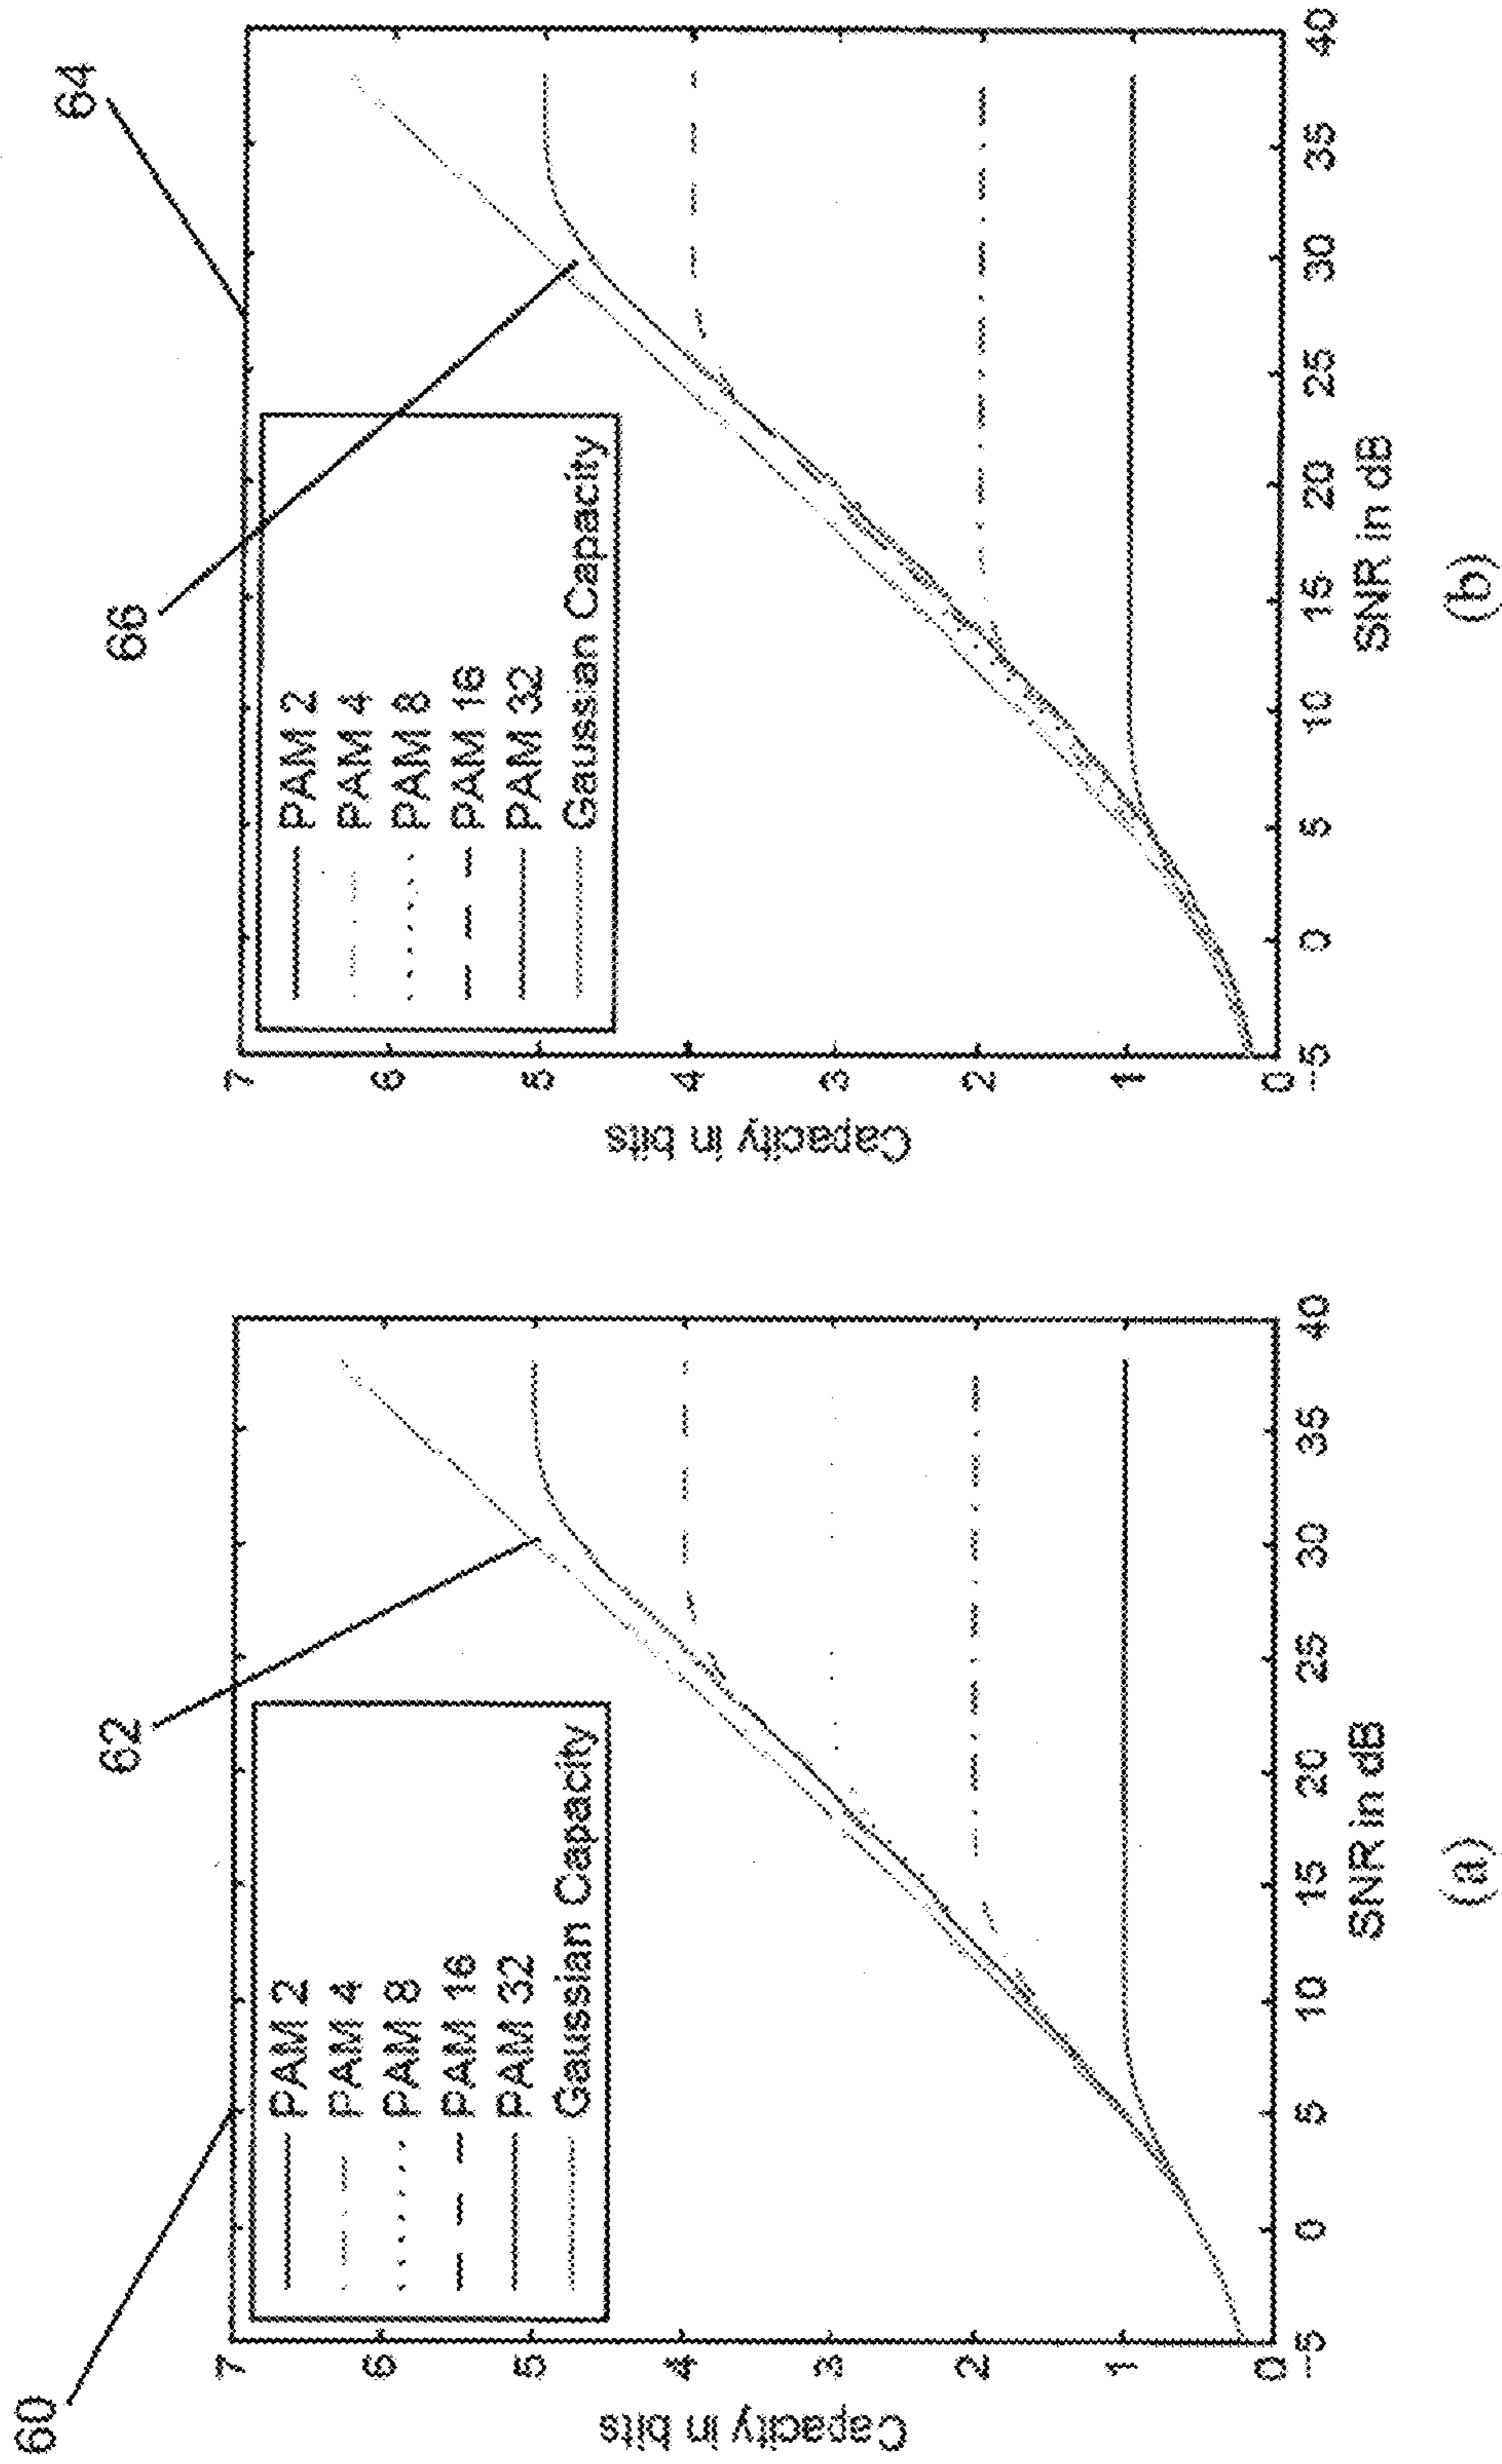 60
62
7
6
5
4
3
2
1
0
Capacity in bits
PAM 2
PAM 4
PAM 8
PAM 16
PAM 32
Gaussian Capacity
-5
0
5
10
15
20
25
30
35
40
SNR in dB
(a)
64
66
7
6
5
4
3
2
1
0
Capacity in bits
PAM 2
PAM 4
PAM 8
PAM 16
PAM 32
Gaussian Capacity
-5
0
5
10
15
20
25
30
35
40
SNR in dB
(b)